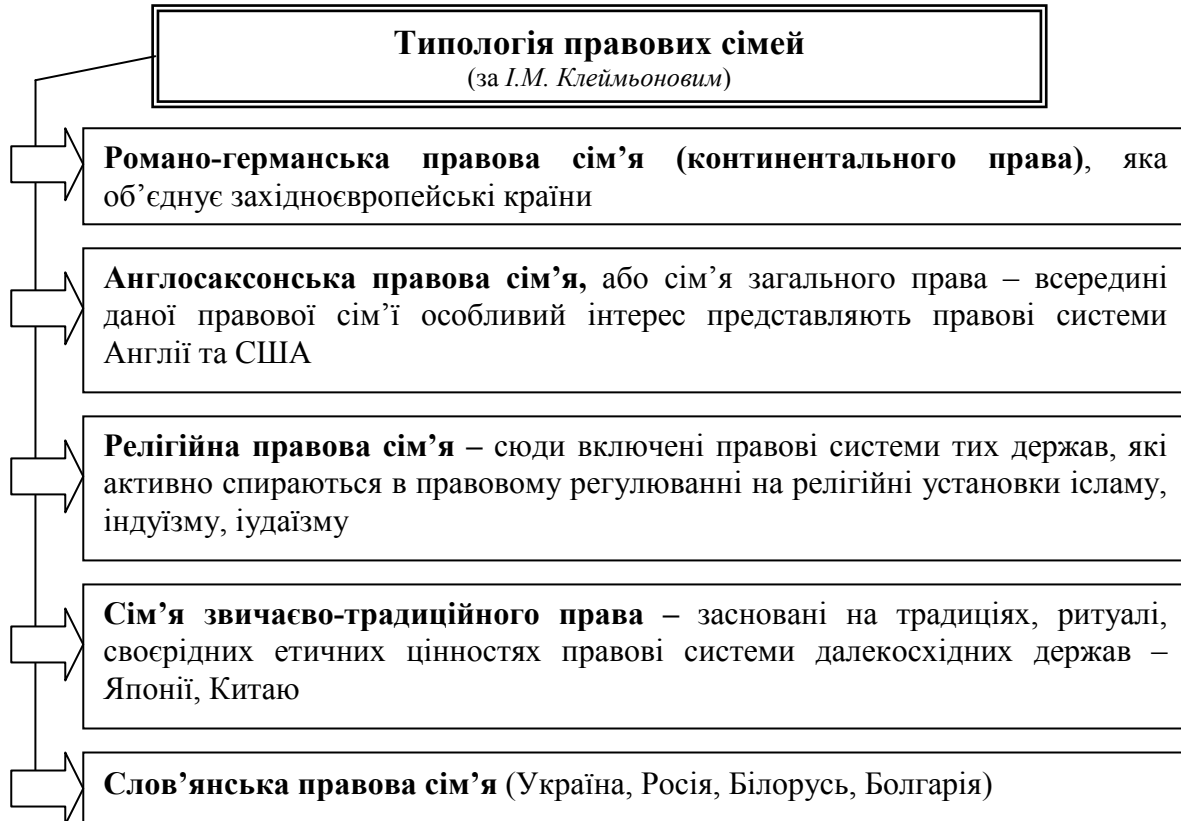 Типологія правових сімей
(за І.М. Клеймьоновим)
Романо-германська правова сім’я (континентального права), яка
об’єднує західноєвропейські країни
Англосаксонська правова сім’я, або сім’я загального права – всередині
даної правової сім’ї особливий інтерес представляють правові системи
Англії та США
Релігійна правова сім’я – сюди включені правові системи тих держав, які
активно спираються в правовому регулюванні на релігійні установки ісламу,
індуїзму, іудаїзму
Сім’я звичаєво-традиційного права – засновані на традиціях, ритуалі,
своєрідних етичних цінностях правові системи далекосхідних держав –
Японії, Китаю
Слов’янська правова сім’я (Україна, Росія, Білорусь, Болгарія)